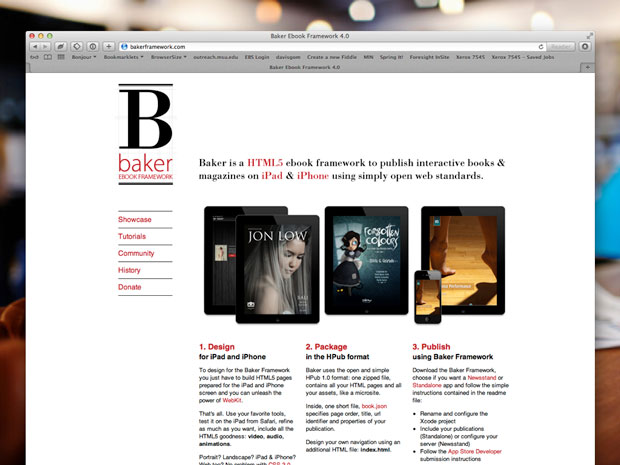 Baker Ebook Framework 4.0
bakerframework.com
Reader
Bonjour Bookmarklets BrowserSize outreach.msu.edu EBS Login daviogom Create a new Fiddle MIN Spring It! Foresight InSite Xerox 7545 Xerox 7545 – Saved Jobs
Baker Ebook Framework 4.0
B
baker
EBOOK FRAMEWORK
Baker is a HTML5 ebook framework to publish interactive books &
magazines on iPad & iPhone using simply open web standards.
Showcase
Tutorials
Community
History
Donate
JON LOW
FORGOTTEN
COLOURS
1. Design
for iPad and iPhone
To design for the Baker Framework
you just have to build HTML5 pages
prepared for the iPad and iPhone
screen and you can unleash the
power of WebKit.
That's all. Use your favorite tools,
test it on the iPad from Safari, refine
as much as you want, include all the
HTML5 goodness: video, audio,
animations.
Portrait? Landscape? iPad & iPhone?
2. Package
in the HPub format
Baker uses the open and simple
HPub 1.0 format: one zipped file,
contains all your HTML pages and all
your assets, like a microsite.
Inside, one short file, book.json
specifies page order, title, url
identifier and properties of your
publication.
Design your own navigation using an
additional HTML file: index.html.
3. Publish
using Baker Framework
Download the Baker Framework,
choose if you want a Newsstand or
Standalone app and follow the simple
instructions contained in the readme
file:
• Rename and configure the
Xcode project
• Include your publications
(Standalone) or configure your
server (Newsstand)
• Follow the App Store Developer
submission instructions